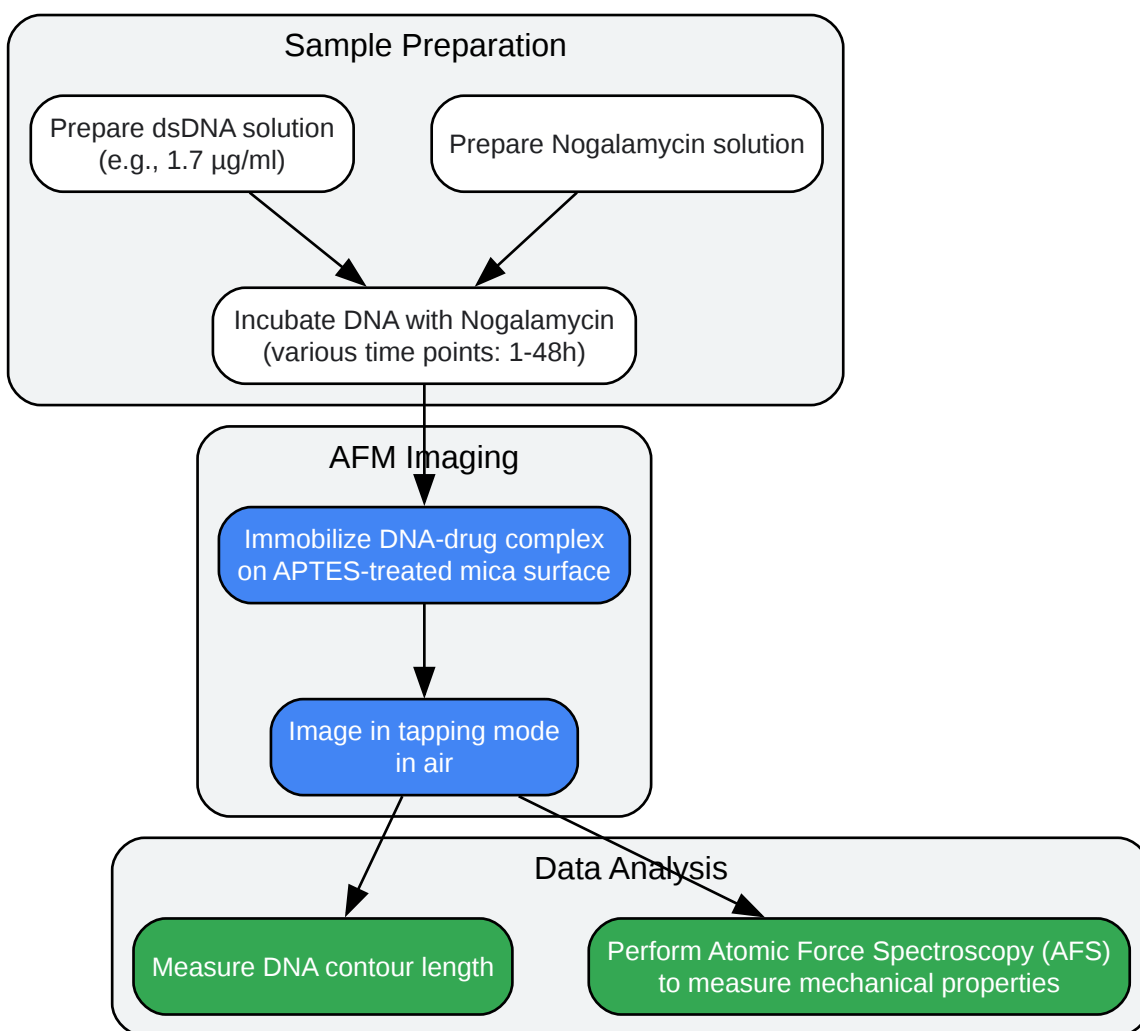 Sample Preparation
Prepare dsDNA solution
(e.g., 1.7 µg/ml)
Prepare Nogalamycin solution
Incubate DNA with Nogalamycin
(various time points: 1-48h)
AFM Imaging
Immobilize DNA-drug complex
on APTES-treated mica surface
Image in tapping mode
in air
Data Analysis
Measure DNA contour length
Perform Atomic Force Spectroscopy (AFS)
to measure mechanical properties